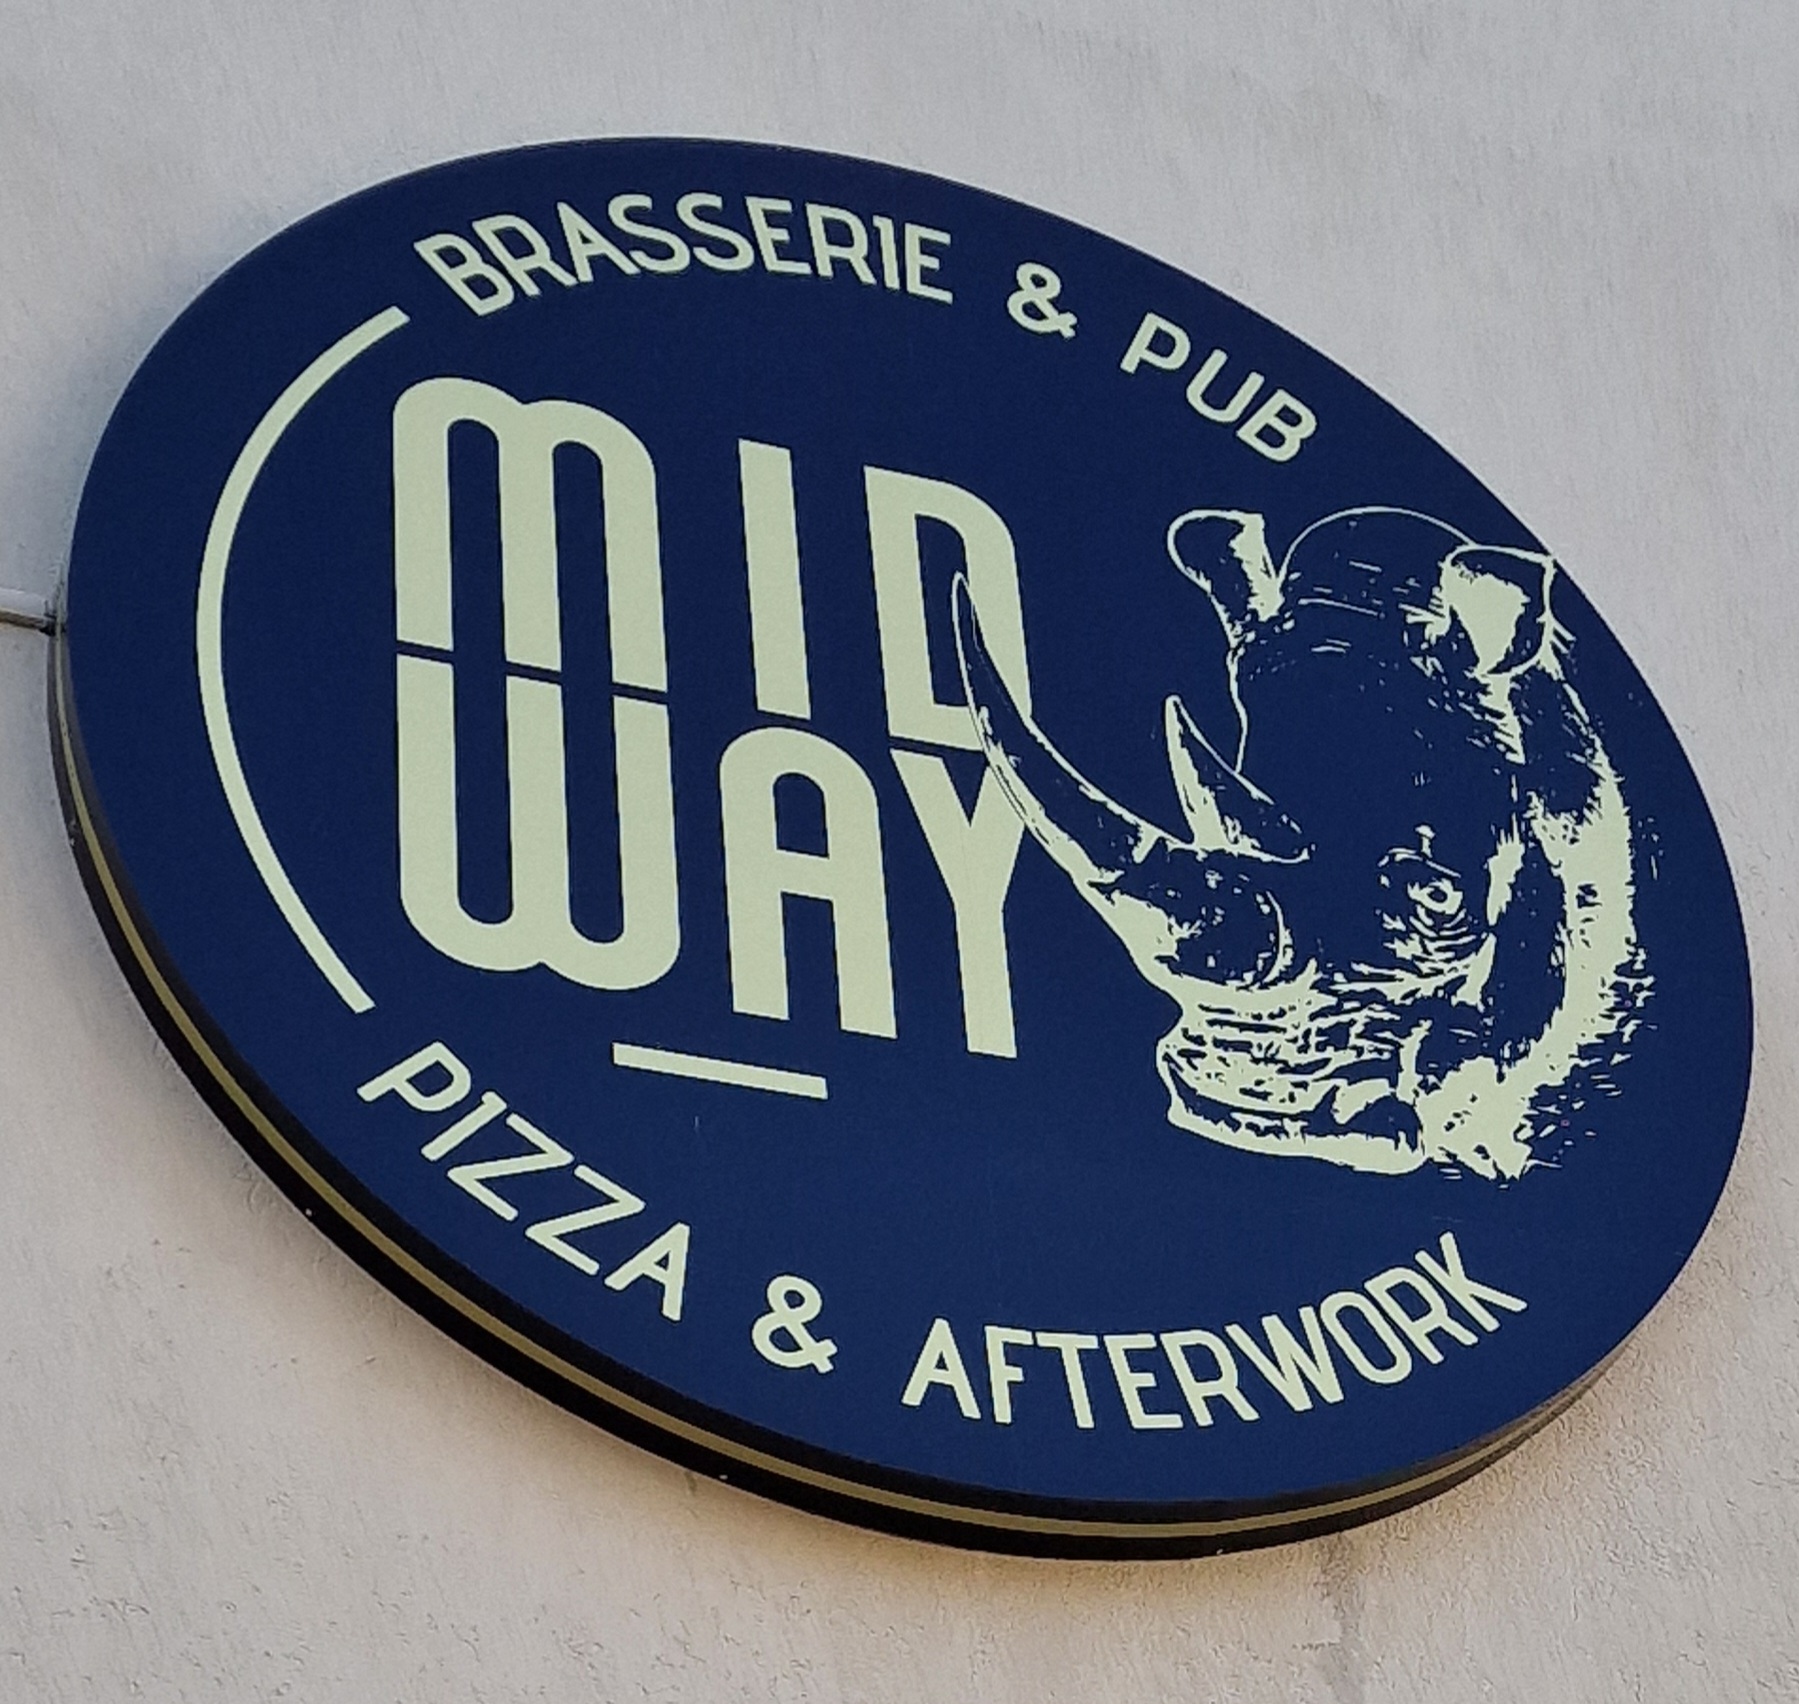 BRASSERIE & PUB
MID
WAY
PIZZA & AFTERWORK